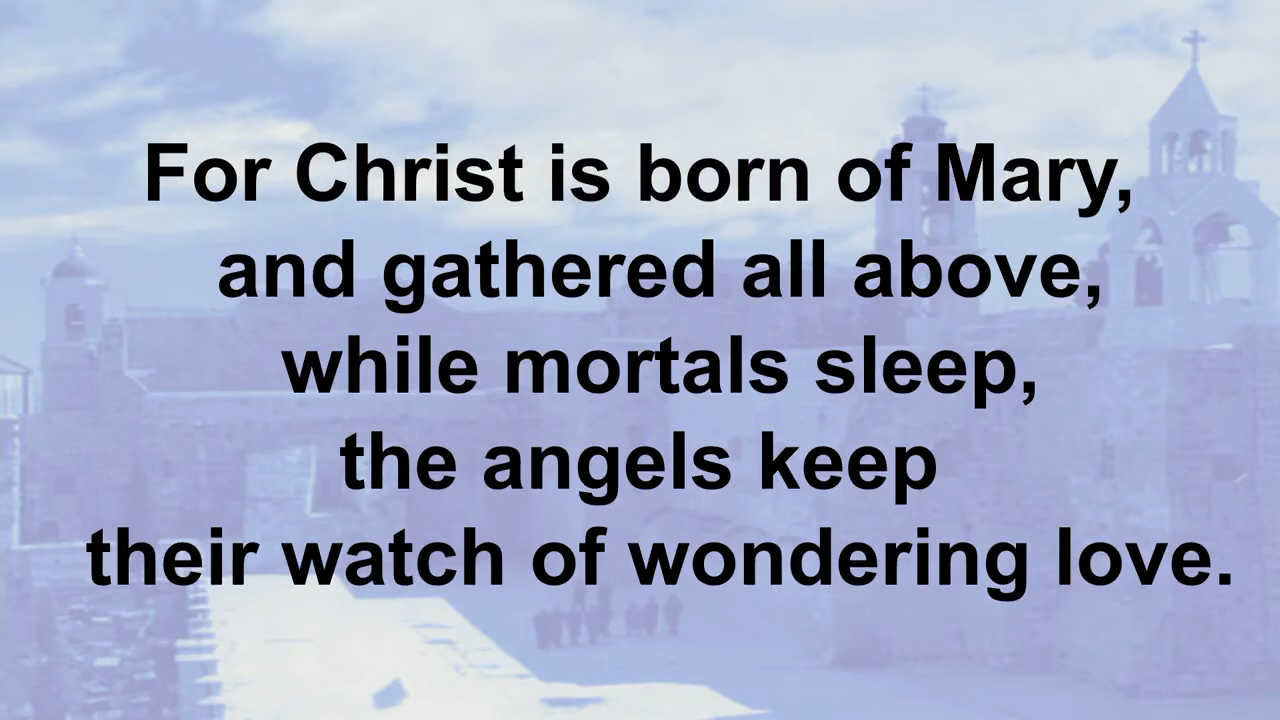 For Christ is born of Mary,
and gathered all above,
while mortals sleep,
the angels keep
their watch of wondering love.